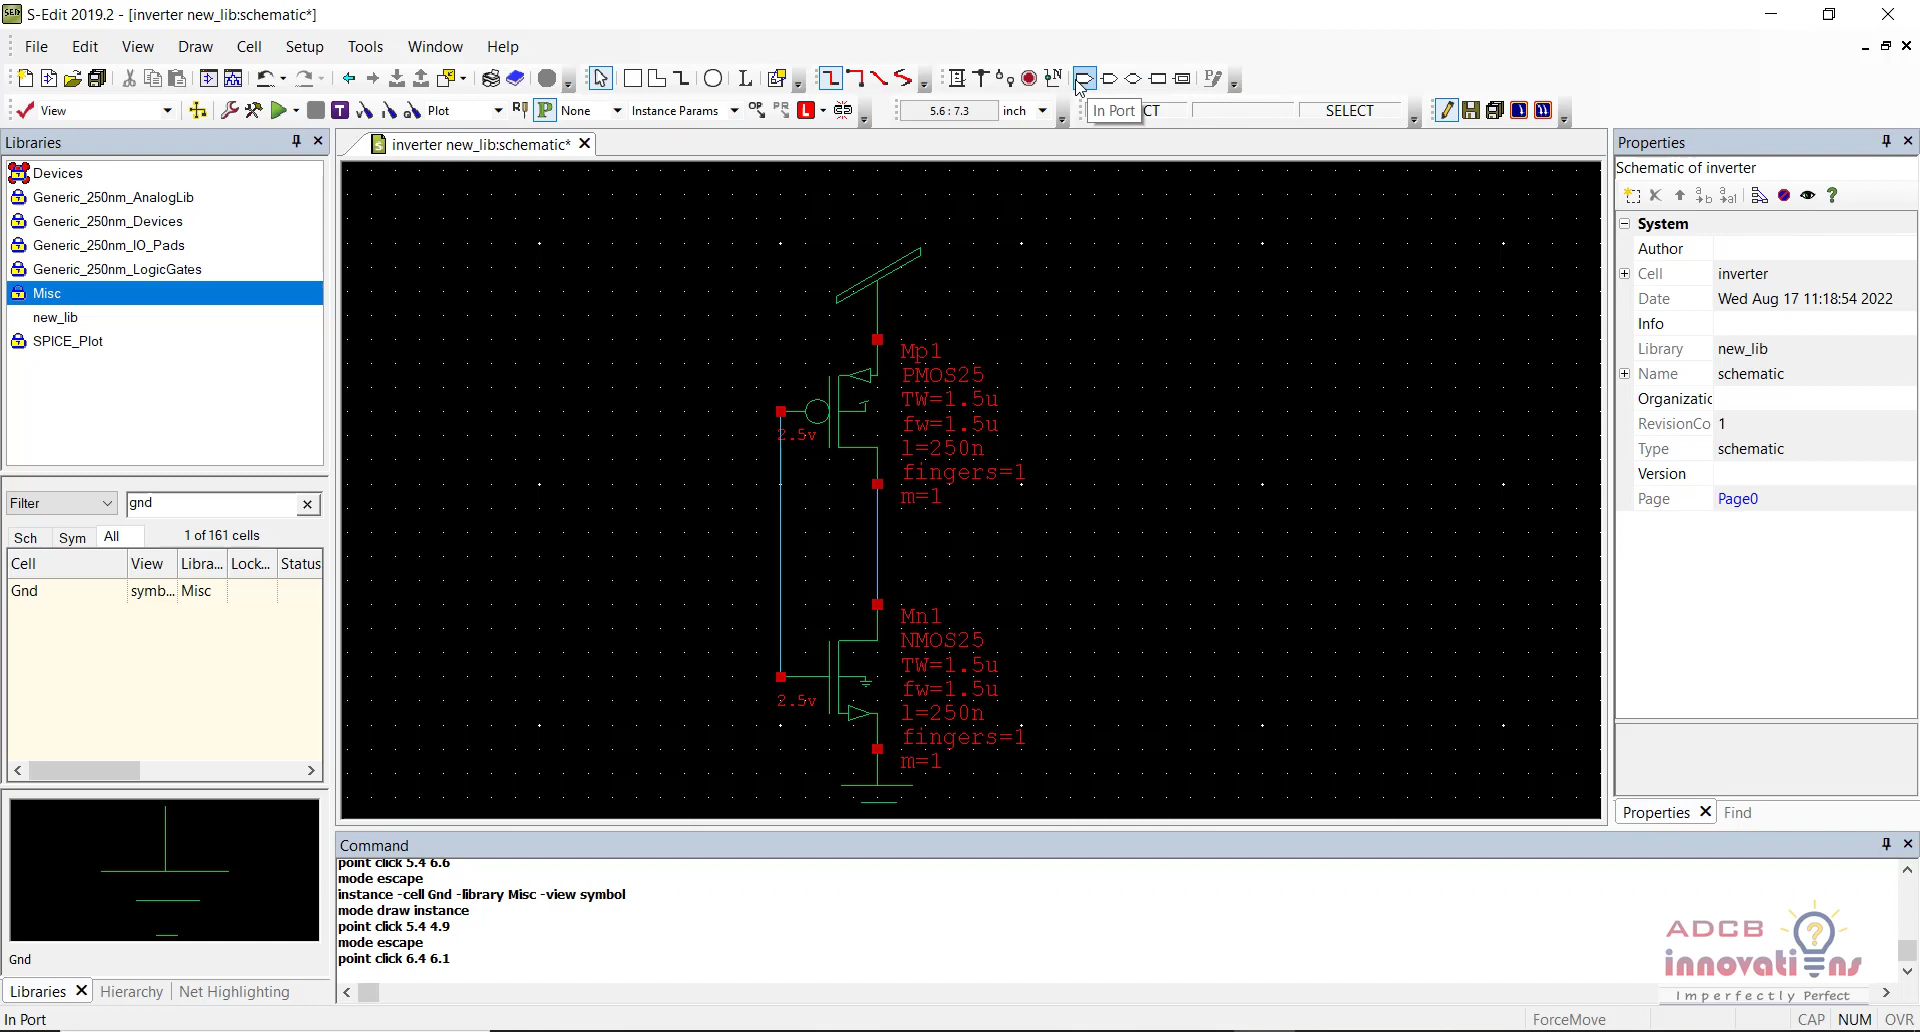 S-Edit 2019.2 - [inverter new_lib:schematic*]
File Edit View Draw Cell Setup Tools Window Help
View Plot None Instance Params 5.6 : 7.3 inch CT SELECT
In Port
Libraries
Devices
Generic_250nm_AnalogLib
Generic_250nm_Devices
Generic_250nm_IO_Pads
Generic_250nm_LogicGates
Misc
new_lib
SPICE_Plot
Filter gnd
Sch Sym All 1 of 161 cells
Cell View Libra... Lock... Status
Gnd symb... Misc
Gnd
Libraries Hierarchy Net Highlighting
inverter new_lib:schematic*
Mp1
PMOS25
TW=1.5u
fw=1.5u
l=250n
fingers=1
m=1
2.5v
Mn1
NMOS25
TW=1.5u
fw=1.5u
l=250n
fingers=1
m=1
2.5v
Command
point click 5.4 6.6
mode escape
instance -cell Gnd -library Misc -view symbol
mode draw instance
point click 5.4 4.9
mode escape
point click 6.4 6.1
Properties
Schematic of inverter
System
Author
Cell inverter
Date Wed Aug 17 11:18:54 2022
Info
Library new_lib
Name schematic
Organizatic
RevisionCo 1
Type schematic
Version
Page Page0
Properties Find
ADCB
innovations
Imperfectly Perfect
In Port ForceMove CAP NUM OVR